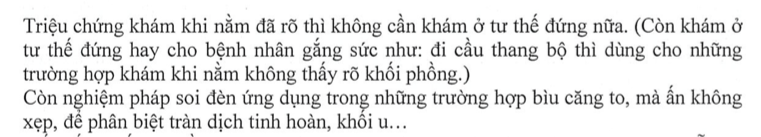 Triệu chứng khám khi nằm đã rõ thì không cần khám ở tư thế đứng nữa. (Còn khám ở
tư thế đứng hay cho bệnh nhân gắng sức như: đi cầu thang bộ thì dùng cho những
trường hợp khám khi nằm không thấy rõ khối phồng.)
Còn nghiệm pháp soi đèn ứng dụng trong những trường hợp bìu căng to, mà ấn không
xẹp, để phân biệt tràn dịch tinh hoàn, khối u…